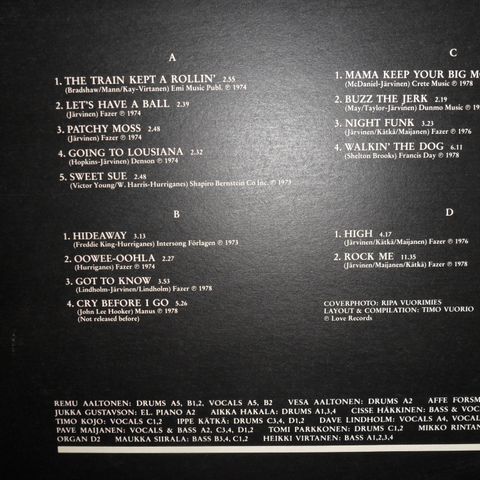 A
1. THE TRAIN KEPT A ROLLIN' 2.55
(Bradshaw/Mann/Kay-Virtanen) Emi Music Publ. ℗ 1974
2. LET'S HAVE A BALL 2.39
(Järvinen) Fazer ℗ 1974
3. PATCHY MOSS 2.48
(Järvinen) Fazer ℗ 1974
4. GOING TO LOUSIANA 2.32
(Hopkins-Järvinen) Denson ℗ 1974
5. SWEET SUE 2.48
(Victor Young/W. Harris-Hurriganes) Shapiro Bernstein Co Inc. ℗ 1973
B
1. HIDEAWAY 3.13
(Freddie King-Hurriganes) Intersong Förlagen ℗ 1973
2. OOWEE-OOHLA 2.27
(Hurriganes) Fazer ℗ 1974
3. GOT TO KNOW 3.53
(Lindholm-Järvinen/Lindholm) Fazer ℗ 1978
4. CRY BEFORE I GO 5.26
(John Lee Hooker) Manus ℗ 1978
(Not released before)
C
1. MAMA KEEP YOUR BIG
(McDaniel-Järvinen) Crete Music ℗
2. BUZZ THE JERK 2.19
(May/Taylor-Järvinen) Dunmo Music ℗
3. NIGHT FUNK 3.23
(Järvinen/Kätkä/Maijanen) Fazer ℗ 1976
4. WALKIN' THE DOG 6.11
(Shelton Brooks) Francis Day ℗ 1978
D
1. HIGH 4.17
(Järvinen/Kätkä/Maijanen) Fazer ℗ 1976
2. ROCK ME 11.35
(Järvinen/Maijanen/Kätkä) Fazer ℗ 1978
COVERPHOTO: RIPA VUORIMIES
LAYOUT & COMPILATION: TIMO VUORIO
℗ Love Records
REMU AALTONEN: DRUMS A5, B1,2, VOCALS A5, B2 VESA AALTONEN: DRUMS A2 AFFE FORSM
JUKKA GUSTAVSON: EL. PIANO A2 AIKKA HAKALA: DRUMS A1,3,4 CISSE HÄKKINEN: BASS & VOC
TIMO KOJO: VOCALS C1,2 IPPE KÄTKÄ: DRUMS C3,4, D1,2 DAVE LINDHOLM: VOCALS A4, VOCAL
PAVE MAIJANEN: VOCALS & BASS A2, C3,4, D1,2 TOMI PARKKONEN: DRUMS C1,2 MIKKO RINTAN
ORGAN D2 MAUKKA SIIRALA: BASS B3,4, C1,2 HEIKKI VIRTANEN: BASS A1,2,3,4